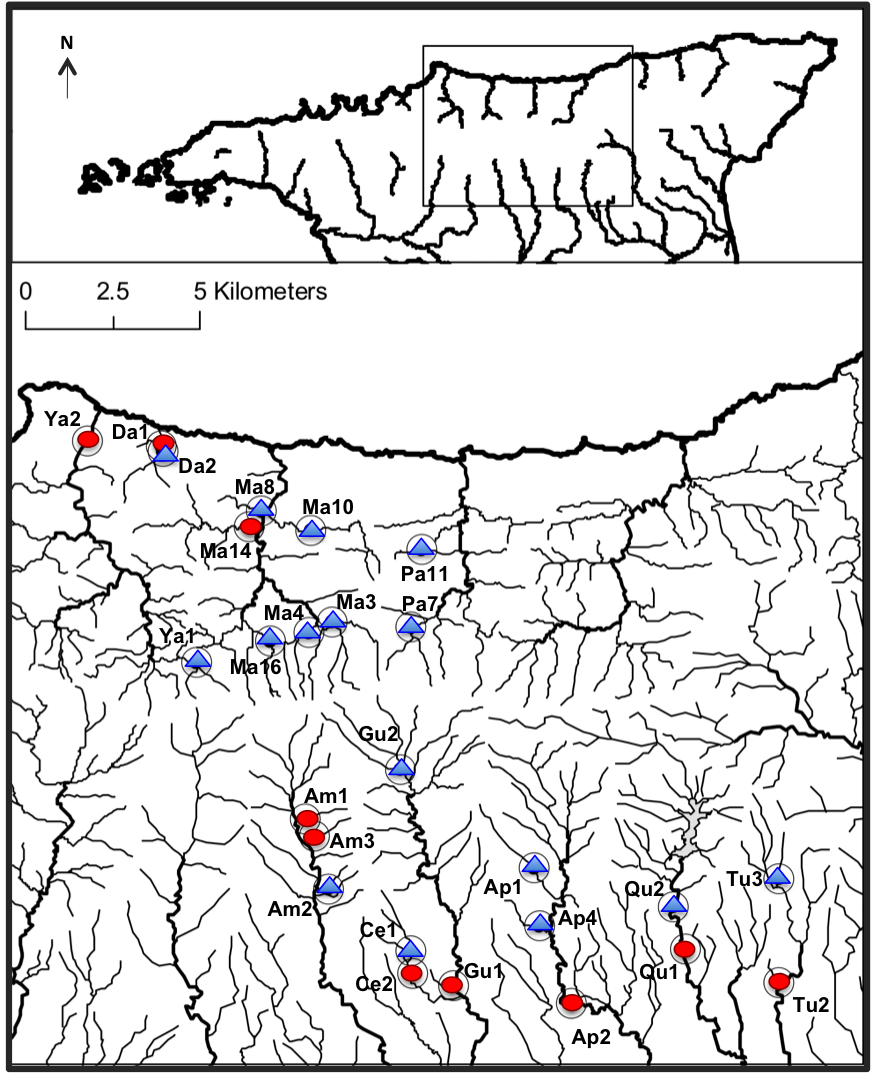 N
0 2.5 5 Kilometers
Ya2
Da1
Da2
Ma8
Ma10
Ma14
Pa11
Ma4
Ma3
Pa7
Ya1
Ma16
Gu2
Am1
Am3
Am2
Ap1
Qu2
Tu3
Ap4
Ce1
Ce2
Gu1
Qu1
Tu2
Ap2